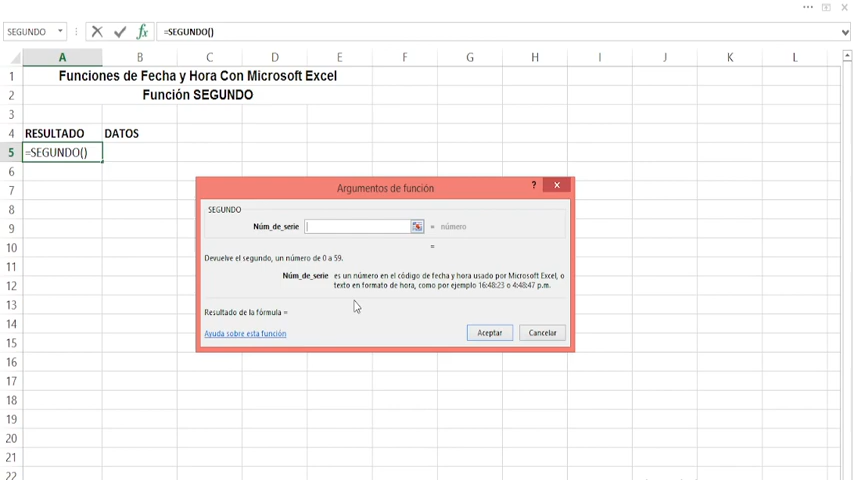 SEGUNDO =SEGUNDO()
A B C D E F G H I J K L
1 Funciones de Fecha y Hora Con Microsoft Excel
2 Función SEGUNDO
3
4 RESULTADO DATOS
5 =SEGUNDO()
6
7
8
9
10
11
12
13
14
15
16
17
18
19
20
21
22
Argumentos de función ?
SEGUNDO
Núm_de_serie = número
=
Devuelve el segundo, un número de 0 a 59.
Núm_de_serie es un número en el código de fecha y hora usado por Microsoft Excel, o
texto en formato de hora, como por ejemplo 16:48:23 o 4:48:47 p.m.
Resultado de la fórmula =
Ayuda sobre esta función Aceptar Cancelar